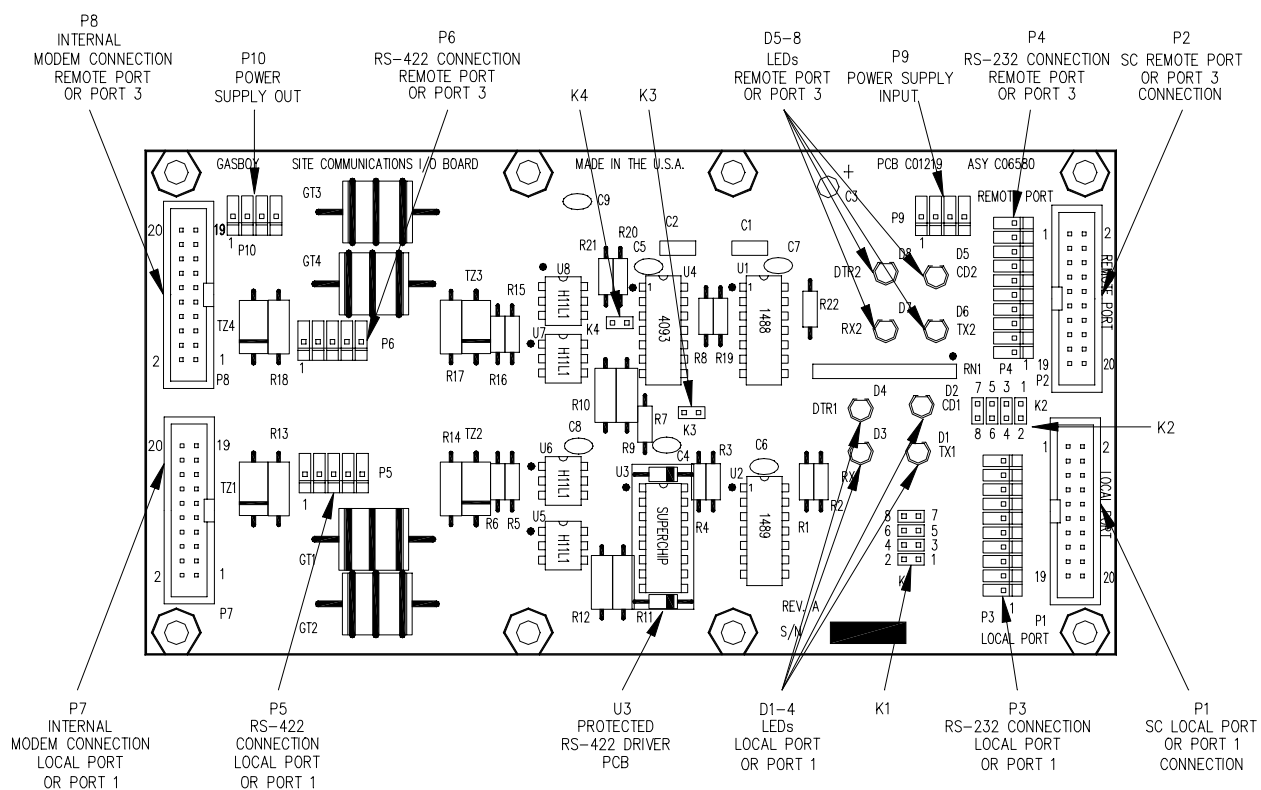 P8
INTERNAL
MODEM CONNECTION
REMOTE PORT
OR PORT 3
P10
POWER
SUPPLY OUT
P6
RS-422 CONNECTION
REMOTE PORT
OR PORT 3
K4
K3
D5-8
LEDs
REMOTE PORT
OR PORT 3
P9
POWER SUPPLY
INPUT
P4
RS-232 CONNECTION
REMOTE PORT
OR PORT 3
P2
SC REMOTE PORT
OR PORT 3
CONNECTION
GASBOY
SITE COMMUNICATIONS I/O BOARD
MADE IN THE U.S.A.
PCB C01219
ASY C06580
GT3
C9
C3
REMOTE PORT
20
19
1
P10
R21
R20
C2
C1
P9
1
1
2
GT4
TZ3
R15
U8
C5
U4
U1
C7
DTR2
D8
D5
CD2
REMOTE PORT
H11L1
1
1
R22
TZ4
P6
K4
4093
1488
RX2
D7
D6
TX2
U7
1
2
1
P8
R18
R17
R16
H11L1
R8
R19
RN1
P4
1
19
20
P2
R10
R7
D4
D2
7
5
3
1
DTR1
CD1
K2
K3
8
6
4
2
K2
20
19
R13
R14
TZ2
C8
R9
C4
R3
C6
D3
D1
TX1
1
2
P5
U6
U3
U2
RX
LOCAL PORT
TZ1
1
H11L1
1
1
R6
R5
SUPERCHIP
R4
1489
R1
R2
8
7
6
5
4
3
2
1
U5
GT1
H11L1
K
2
1
P7
GT2
R12
R11
REV. A
S/N
19
20
1
P3
P1
LOCAL PORT
P7
INTERNAL
MODEM CONNECTION
LOCAL PORT
OR PORT 1
P5
RS-422
CONNECTION
LOCAL PORT
OR PORT 1
U3
PROTECTED
RS-422 DRIVER
PCB
D1-4
LEDs
LOCAL PORT
OR PORT 1
K1
P3
RS-232 CONNECTION
LOCAL PORT
OR PORT 1
P1
SC LOCAL PORT
OR PORT 1
CONNECTION